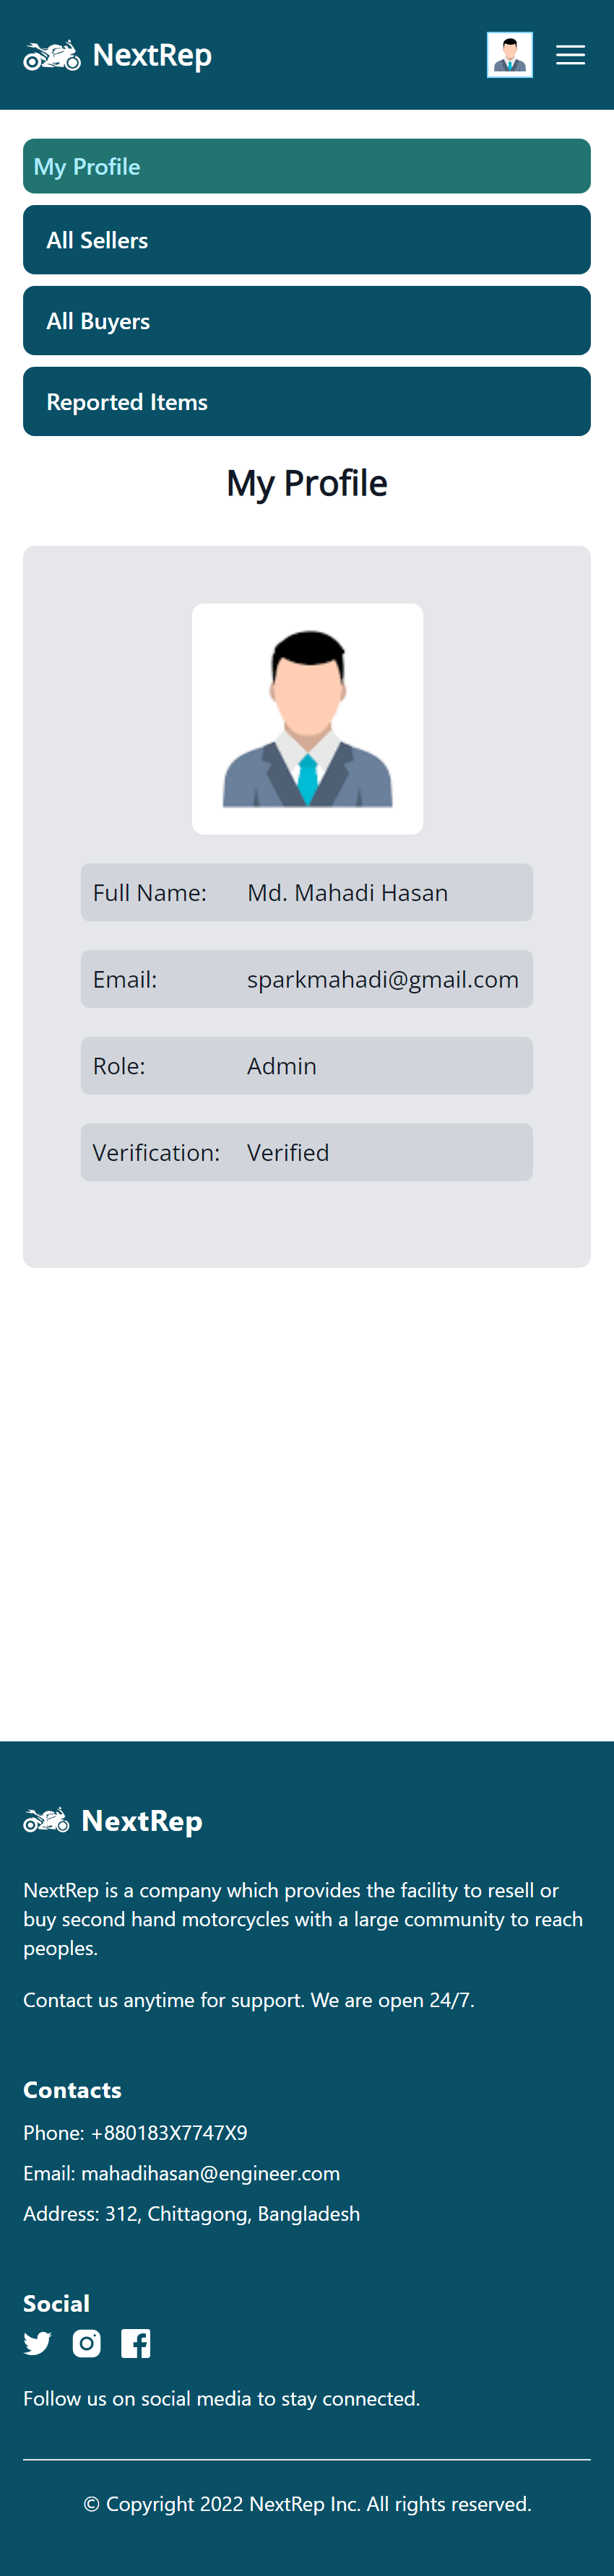 NextRep
My Profile
All Sellers
All Buyers
Reported Items
My Profile
Full Name: Md. Mahadi Hasan
Email: sparkmahadi@gmail.com
Role: Admin
Verification: Verified
NextRep
NextRep is a company which provides the facility to resell or
buy second hand motorcycles with a large community to reach
peoples.
Contact us anytime for support. We are open 24/7.
Contacts
Phone: +880183X7747X9
Email: mahadihasan@engineer.com
Address: 312, Chittagong, Bangladesh
Social
Follow us on social media to stay connected.
© Copyright 2022 NextRep Inc. All rights reserved.